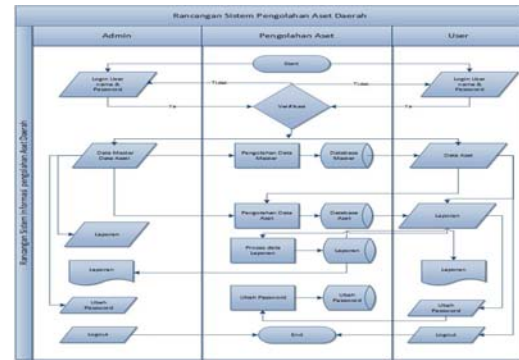 Rancangan Sistem Pengolahan Aset Daerah
Admin
Pengolahan Aset
User
Rancangan Sistem Informasi pengolahan Aset Daerah
Start
Login User
name &
Password
Tidak
Tidak
Login User
name &
Password
Ya
Verifikasi
Ya
Data Master
Data Aset
Pengolahan Data
Master
Database
Master
Data Aset
Pengolahan Data
Aset
Database
Aset
Laporan
Laporan
Proses data
Laporan
Laporan
Laporan
Laporan
Ubah
Password
Ubah Password
Ubah
Password
Ubah
Password
Logout
End
Logout